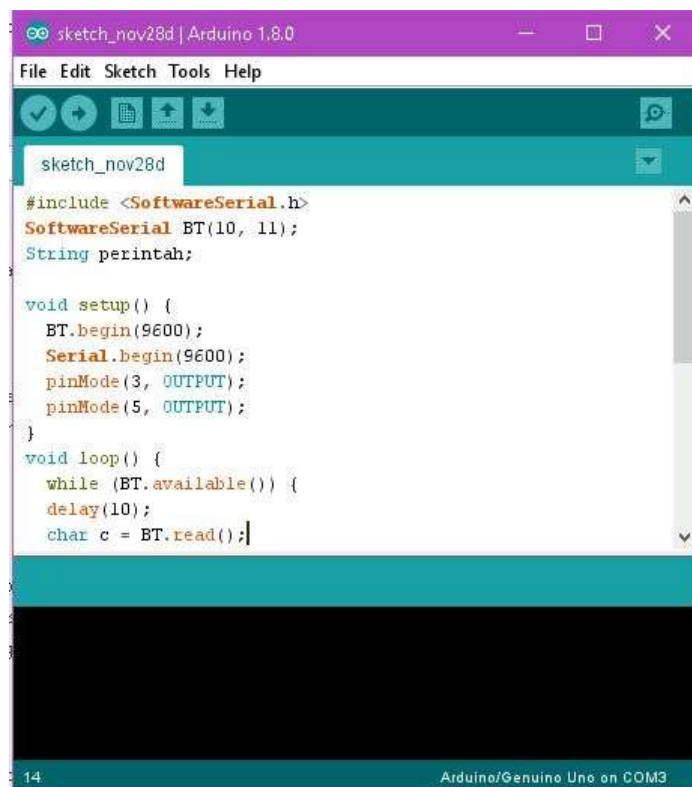 sketch_nov28d | Arduino 1.8.0
File Edit Sketch Tools Help
sketch_nov28d
#include <SoftwareSerial.h>
SoftwareSerial BT(10, 11);
String perintah;

void setup() {
  BT.begin(9600);
  Serial.begin(9600);
  pinMode(3, OUTPUT);
  pinMode(5, OUTPUT);
}
void loop() {
  while (BT.available()) {
  delay(10);
  char c = BT.read();
14
Arduino/Genuino Uno on COM3